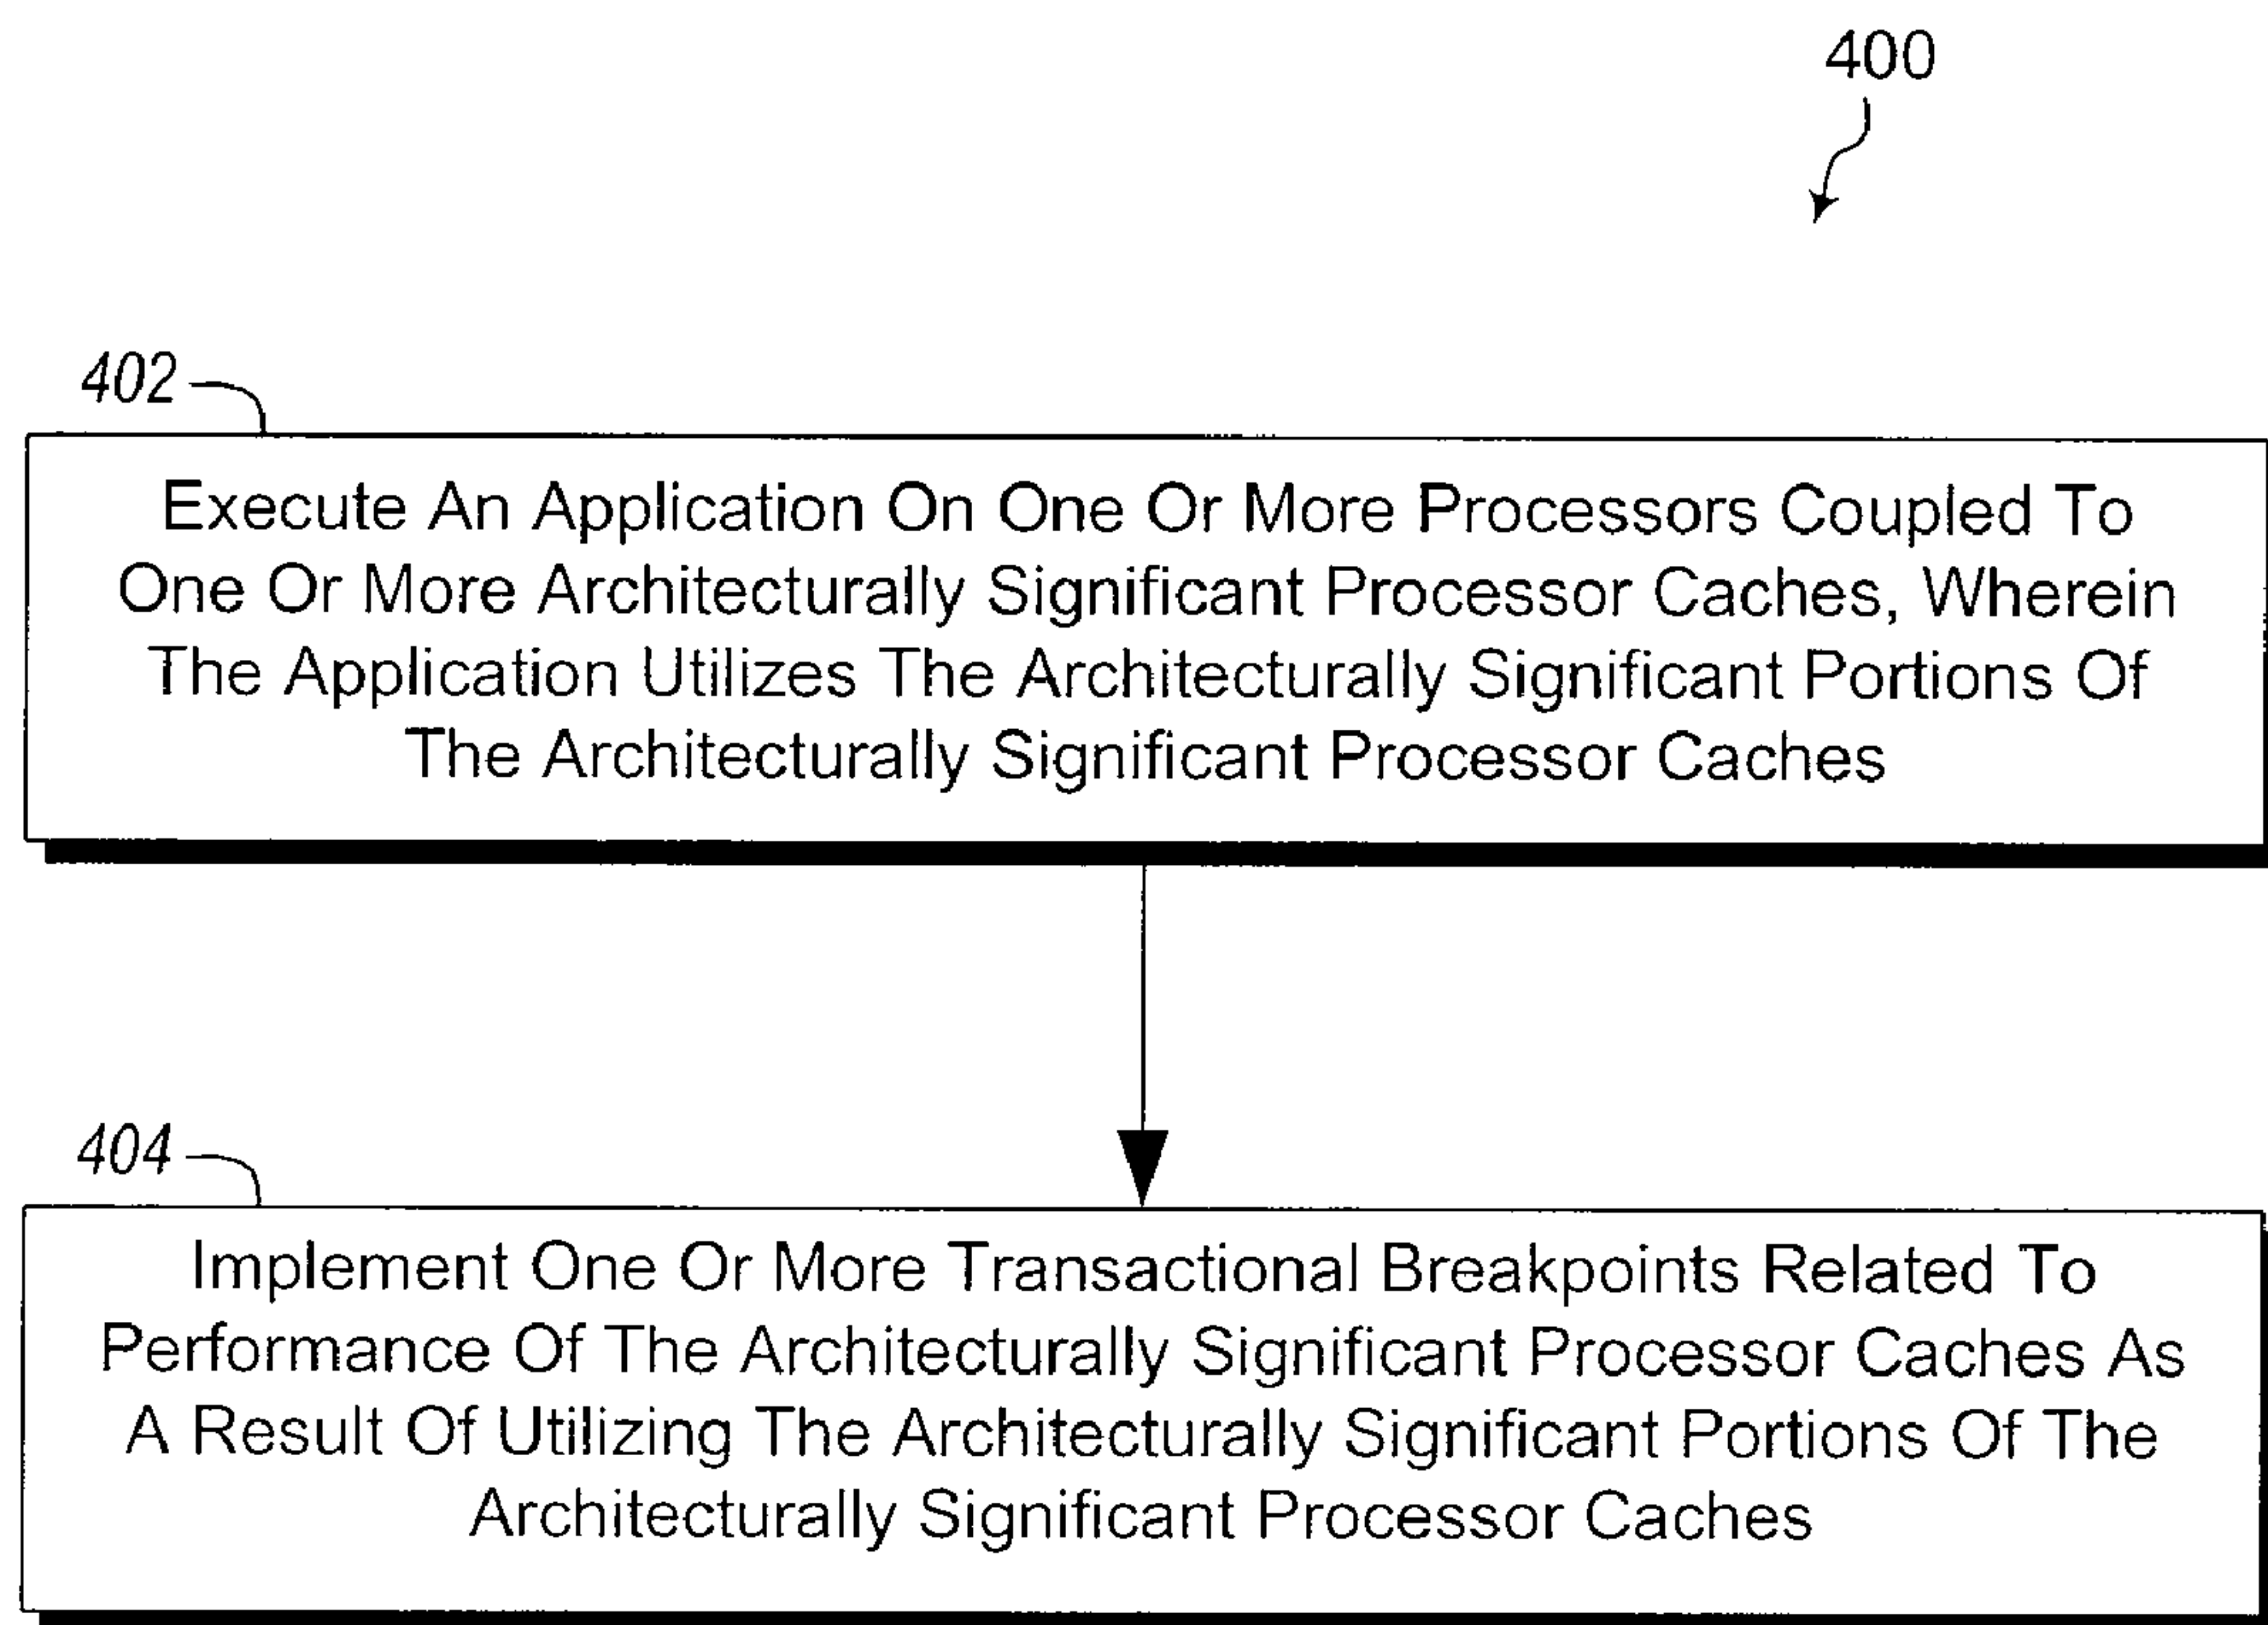 400
402
Execute An Application On One Or More Processors Coupled To
One Or More Architecturally Significant Processor Caches, Wherein
The Application Utilizes The Architecturally Significant Portions Of
The Architecturally Significant Processor Caches
404
Implement One Or More Transactional Breakpoints Related To
Performance Of The Architecturally Significant Processor Caches As
A Result Of Utilizing The Architecturally Significant Portions Of The
Architecturally Significant Processor Caches